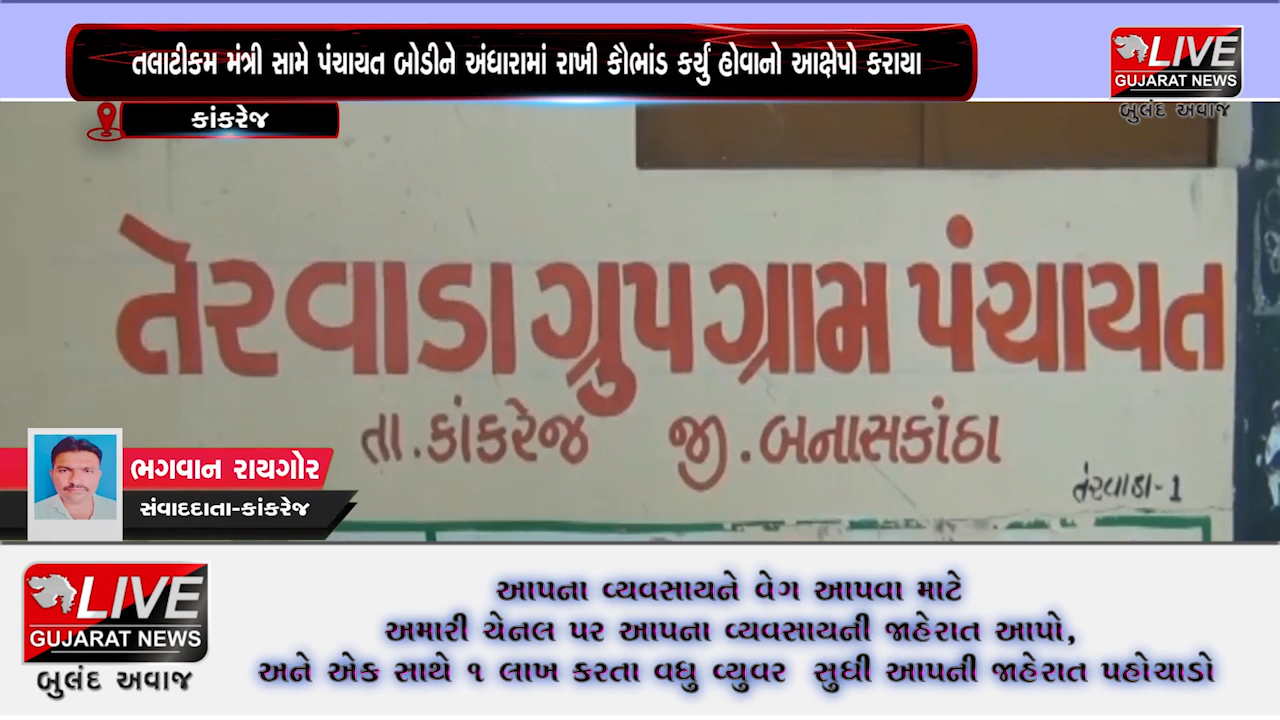 તલાટીકમ મંત્રી સામે પંચાયત બોડીને અંધારામાં રાખી કૌભાંડ કર્યું હોવાનો આક્ષેપો કરાયા
LIVE
GUJARAT NEWS
બુલંદ અવાજ
કાંકરેજ
તેરવાડા ગ્રુપ ગ્રામ પંચાયત
તા.કાંકરેજ જી.બનાસકાંઠા
તેરવાડા-1
ભગવાન રાયગોર
સંવાદદાતા-કાંકરેજ
LIVE
GUJARAT NEWS
બુલંદ અવાજ
આપના વ્યવસાયને વેગ આપવા માટે
અમારી ચેનલ પર આપના વ્યવસાયની જાહેરાત આપો,
અને એક સાથે ૧ લાખ કરતા વધુ વ્યુવર સુધી આપની જાહેરાત પહોચાડો